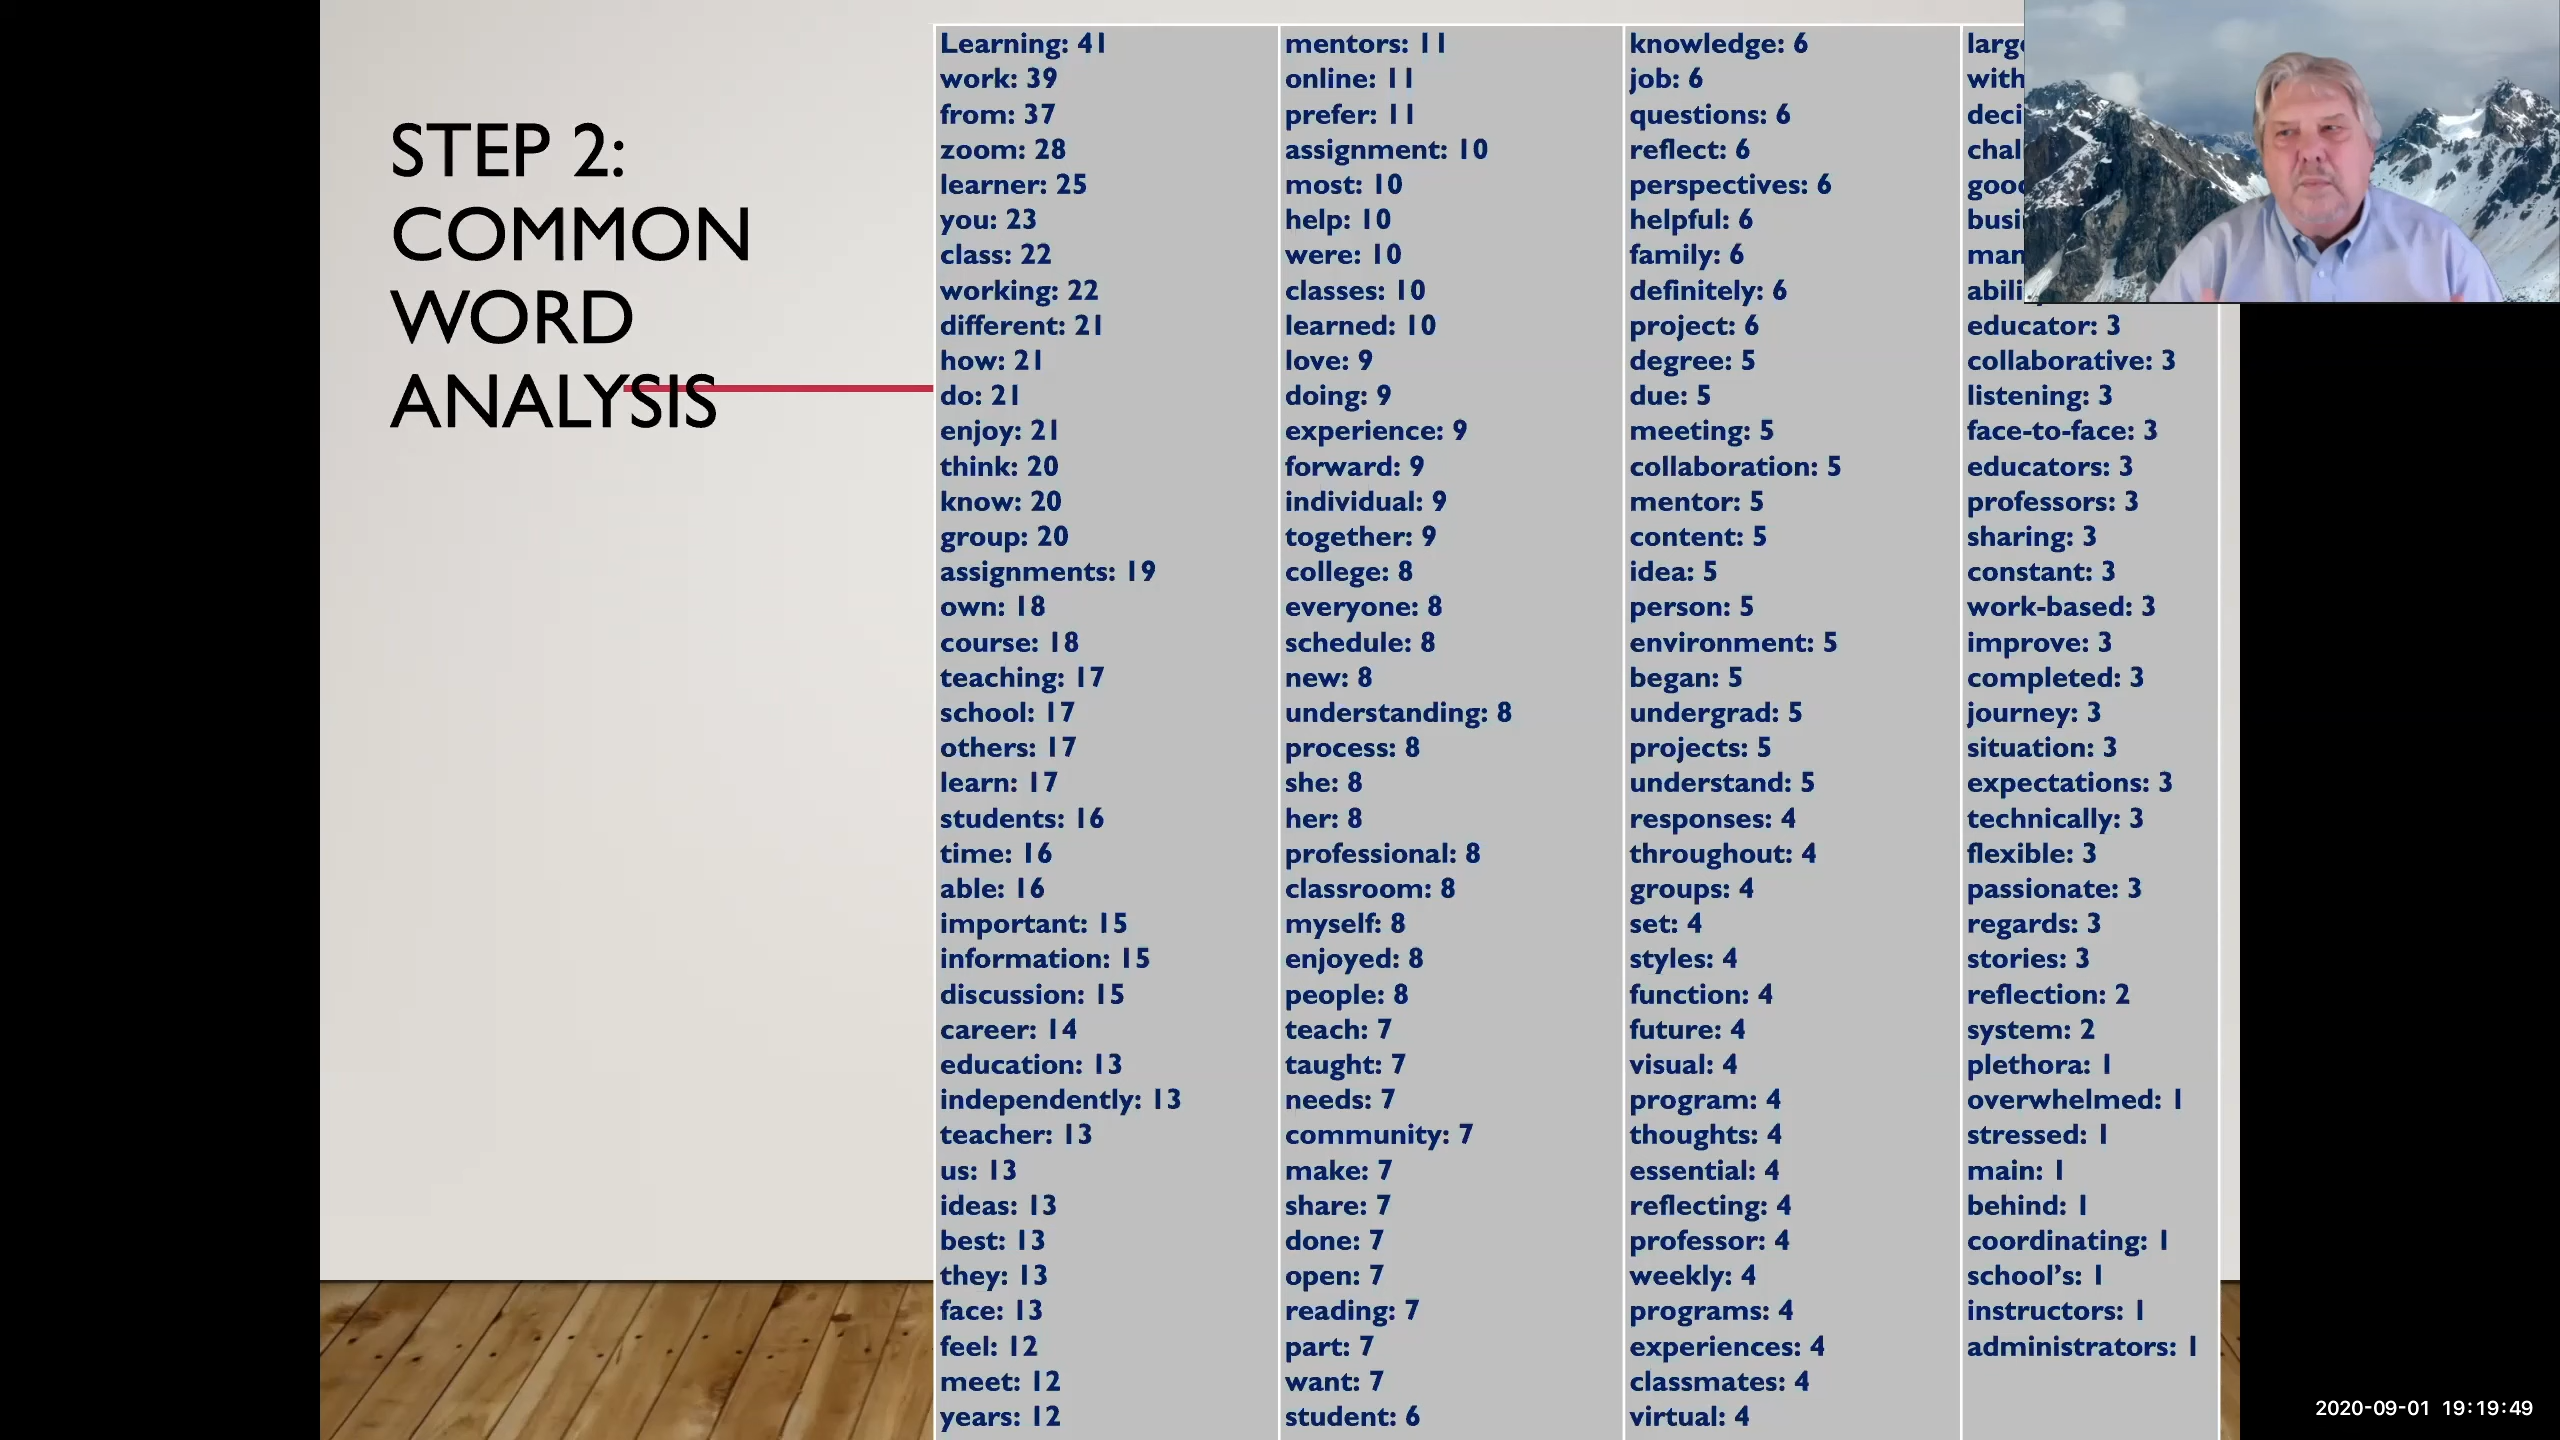 STEP 2:
COMMON
WORD
ANALYSIS
Learning: 41
work: 39
from: 37
zoom: 28
learner: 25
you: 23
class: 22
working: 22
different: 21
how: 21
do: 21
enjoy: 21
think: 20
know: 20
group: 20
assignments: 19
own: 18
course: 18
teaching: 17
school: 17
others: 17
learn: 17
students: 16
time: 16
able: 16
important: 15
information: 15
discussion: 15
career: 14
education: 13
independently: 13
teacher: 13
us: 13
ideas: 13
best: 13
they: 13
face: 13
feel: 12
meet: 12
years: 12
mentors: 11
online: 11
prefer: 11
assignment: 10
most: 10
help: 10
were: 10
classes: 10
learned: 10
love: 9
doing: 9
experience: 9
forward: 9
individual: 9
together: 9
college: 8
everyone: 8
schedule: 8
new: 8
understanding: 8
process: 8
she: 8
her: 8
professional: 8
classroom: 8
myself: 8
enjoyed: 8
people: 8
teach: 7
taught: 7
needs: 7
community: 7
make: 7
share: 7
done: 7
open: 7
reading: 7
part: 7
want: 7
student: 6
knowledge: 6
job: 6
questions: 6
reflect: 6
perspectives: 6
helpful: 6
family: 6
definitely: 6
project: 6
degree: 5
due: 5
meeting: 5
collaboration: 5
mentor: 5
content: 5
idea: 5
person: 5
environment: 5
began: 5
undergrad: 5
projects: 5
understand: 5
responses: 4
throughout: 4
groups: 4
set: 4
styles: 4
function: 4
future: 4
visual: 4
program: 4
thoughts: 4
essential: 4
reflecting: 4
professor: 4
weekly: 4
programs: 4
experiences: 4
classmates: 4
virtual: 4
educator: 3
collaborative: 3
listening: 3
face-to-face: 3
educators: 3
professors: 3
sharing: 3
constant: 3
work-based: 3
improve: 3
completed: 3
journey: 3
situation: 3
expectations: 3
technically: 3
flexible: 3
passionate: 3
regards: 3
stories: 3
reflection: 2
system: 2
plethora: 1
overwhelmed: 1
stressed: 1
main: 1
behind: 1
coordinating: 1
school’s: 1
instructors: 1
administrators: 1
2020-09-01 19:19:49